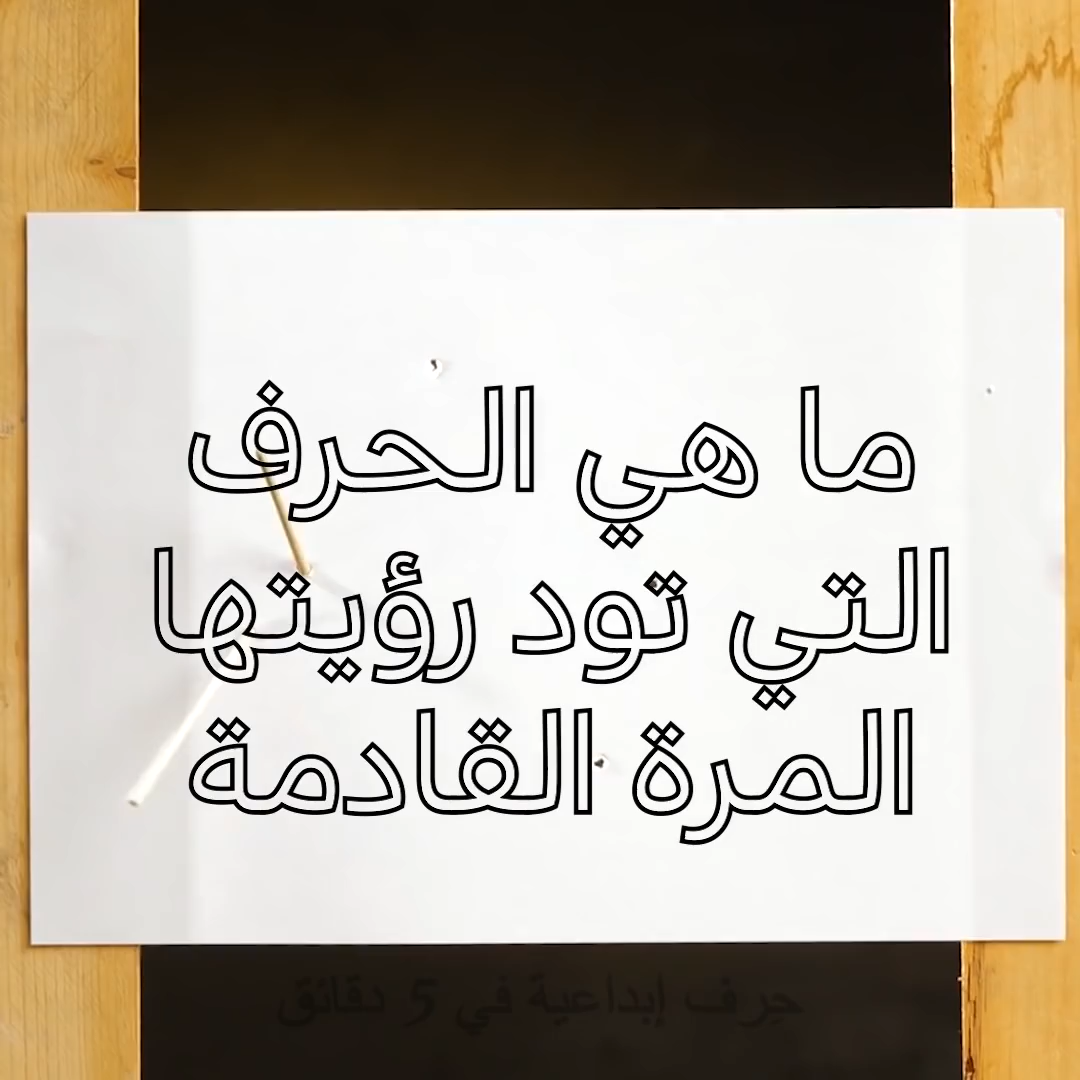 ما هي الحرف
التي تود رؤيتها
المرة القادمة
حرف إبداعية في 5 دقائق